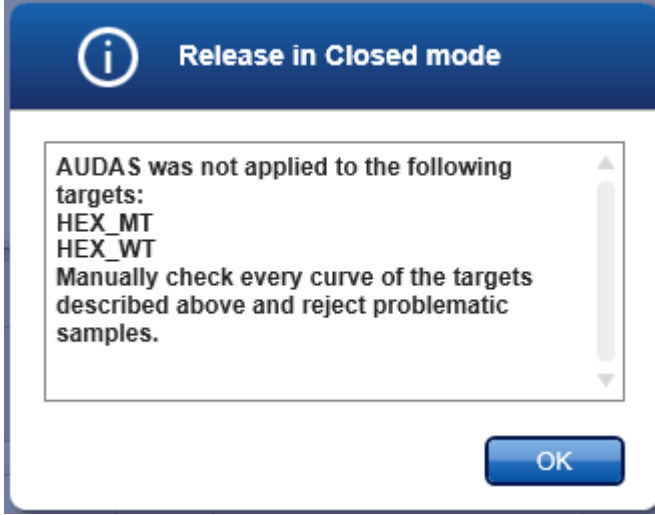 Release in Closed mode
AUDAS was not applied to the following
targets:
HEX_MT
HEX_WT
Manually check every curve of the targets
described above and reject problematic
samples.
OK